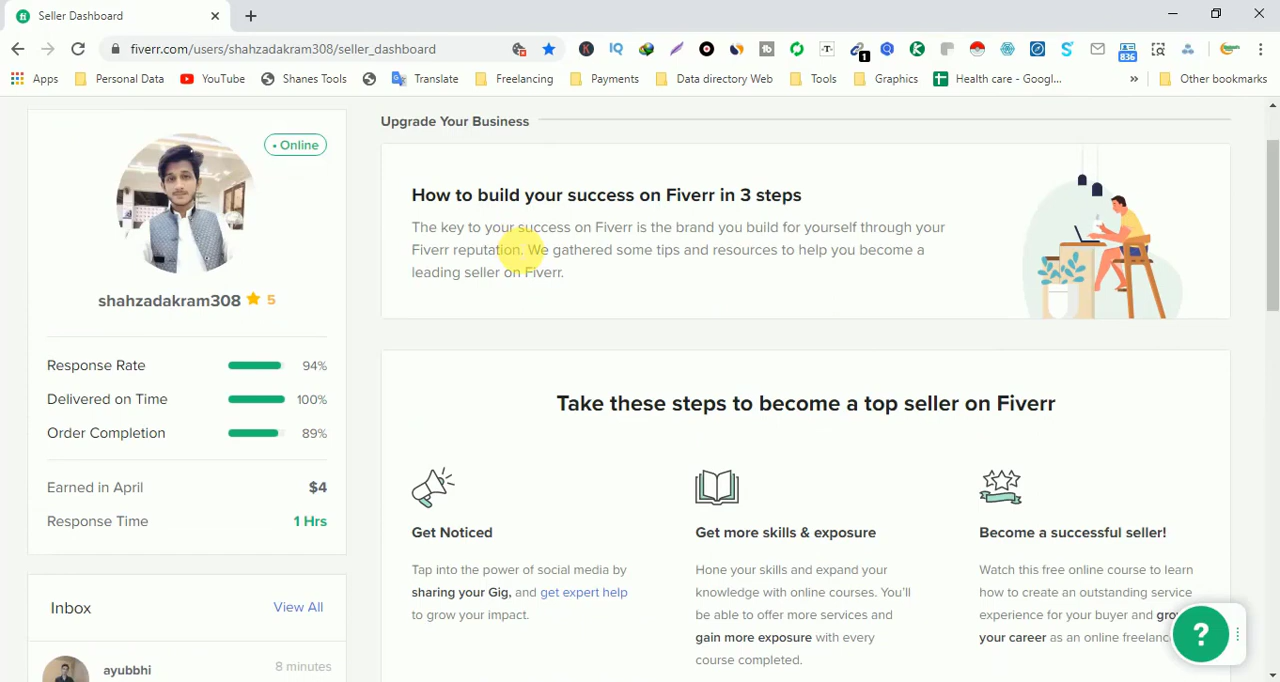 Seller Dashboard
fiverr.com/users/shahzadakram308/seller_dashboard
1
836
Apps Personal Data YouTube Shanes Tools Translate Freelancing Payments Data directory Web Tools Graphics Health care - Googl... » Other bookmarks
Upgrade Your Business
• Online
How to build your success on Fiverr in 3 steps
The key to your success on Fiverr is the brand you build for yourself through your
Fiverr reputation. We gathered some tips and resources to help you become a
leading seller on Fiverr.
shahzadakram308 5
Response Rate 94%
Delivered on Time 100%
Order Completion 89%
Earned in April $4
Response Time 1 Hrs
Take these steps to become a top seller on Fiverr
Get Noticed
Tap into the power of social media by
sharing your Gig, and get expert help
to grow your impact.
Get more skills & exposure
Hone your skills and expand your
knowledge with online courses. You'll
be able to offer more services and
gain more exposure with every
course completed.
Become a successful seller!
Watch this free online course to learn
how to create an outstanding service
experience for your buyer and gro
your career as an online freelanc
?
Inbox View All
ayubbhi 8 minutes